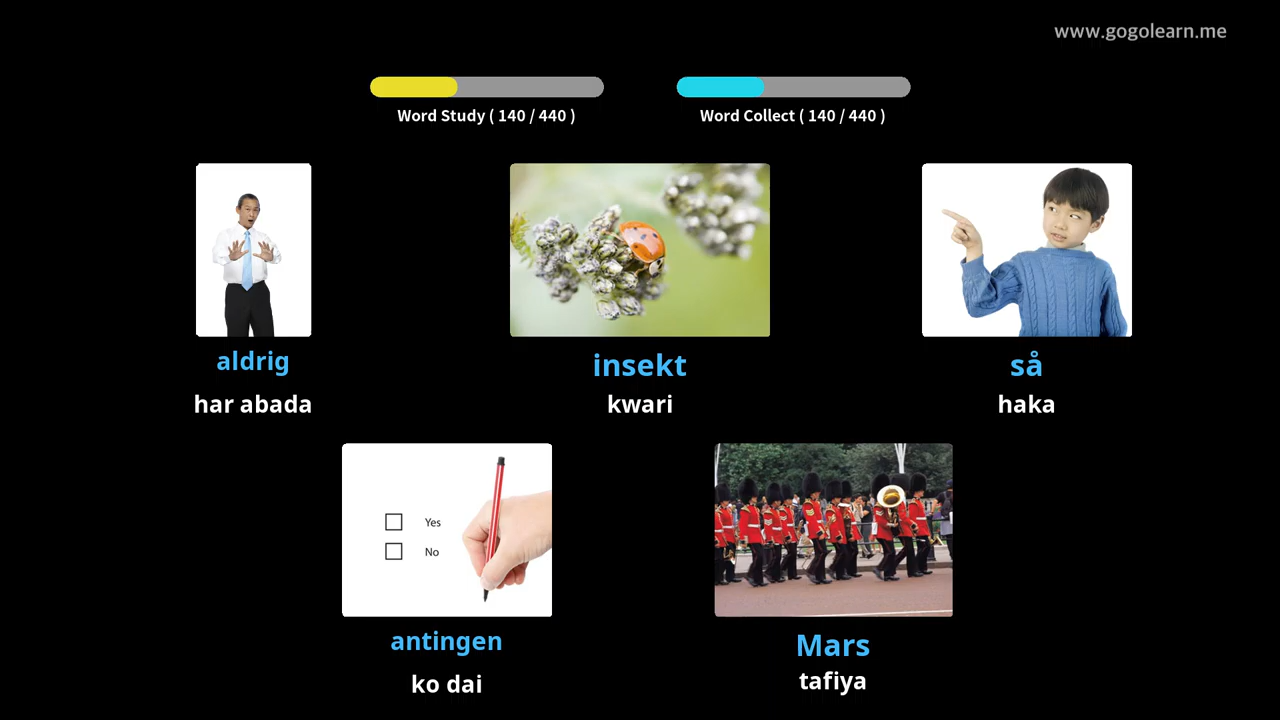 www.gogolearn.me
Word Study ( 140 / 440 )
Word Collect ( 140 / 440 )
aldrig
har abada
insekt
kwari
så
haka
Yes
No
antingen
ko dai
Mars
tafiya